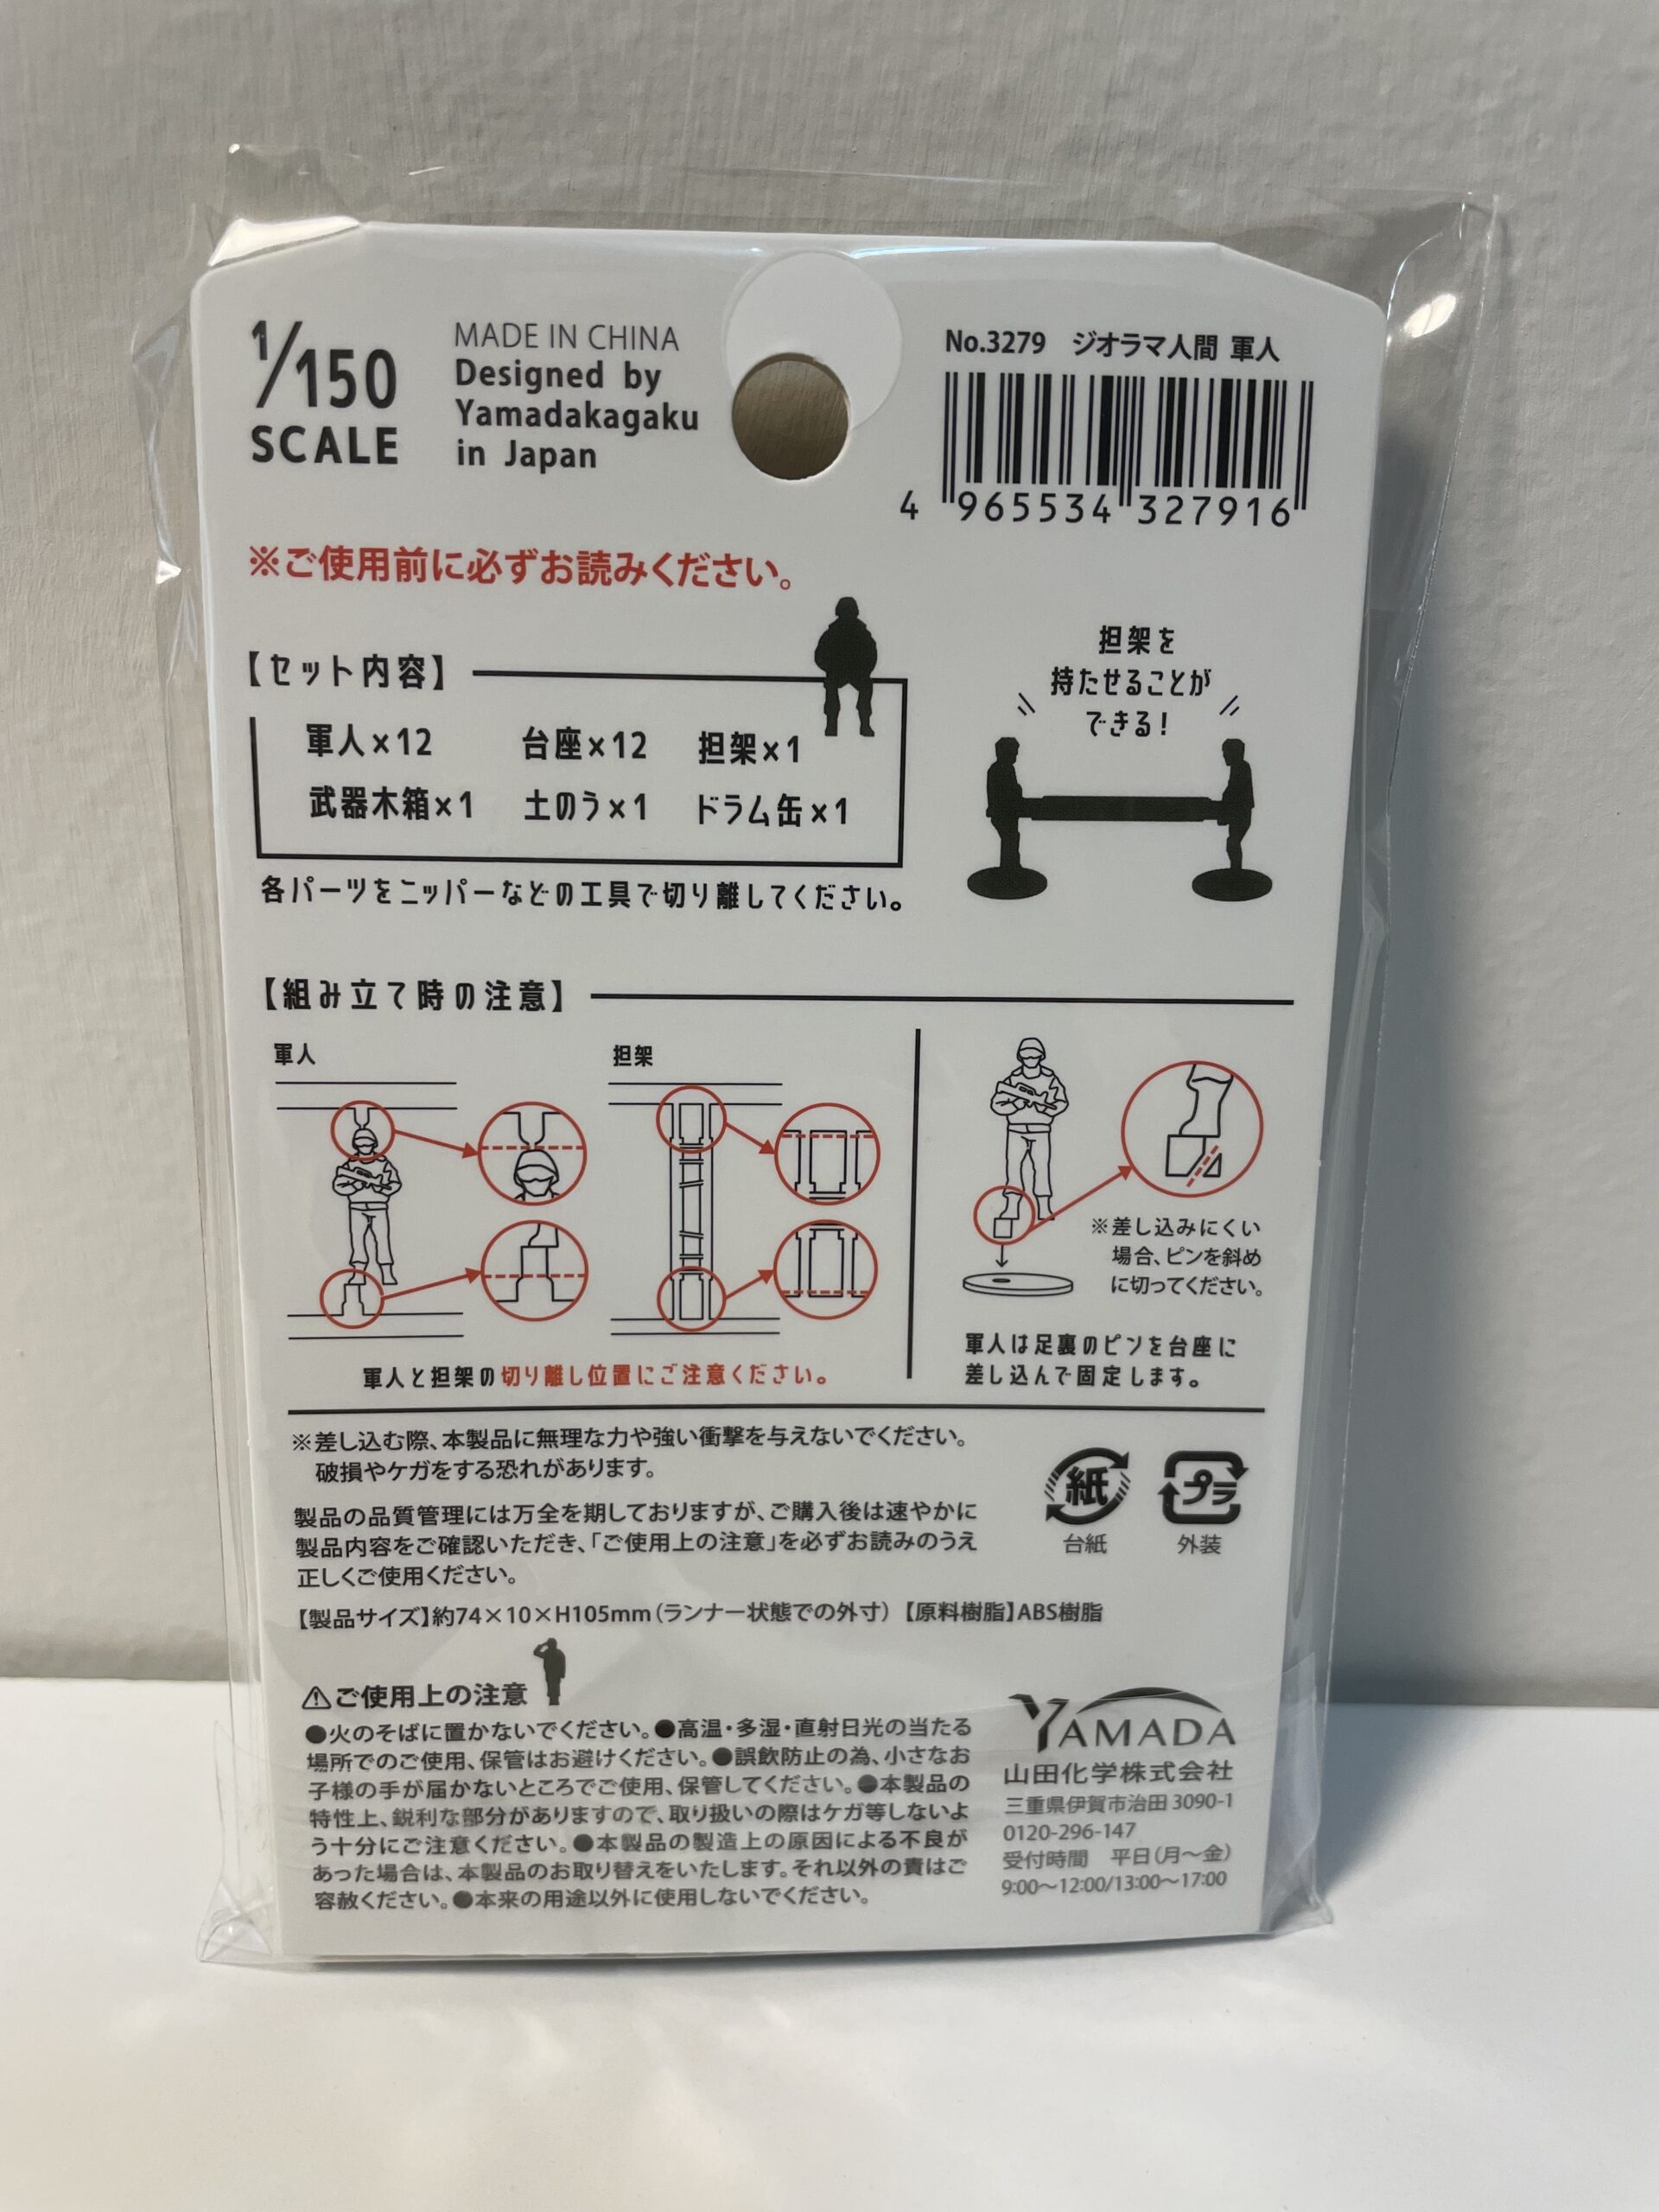 1/150
SCALE
MADE IN CHINA
Designed by
Yamadakagaku
in Japan
No.3279 ジオラマ人間 軍人
4 965534 327916
※ご使用前に必ずお読みください。
【セット内容】
軍人×12 台座×12 担架×1
武器木箱×1 土のう×1 ドラム缶×1
各パーツをニッパーなどの工具で切り離してください。
担架を
持たせることが
できる!
【組み立て時の注意】
軍人
担架
軍人と担架の切り離し位置にご注意ください。
※差し込みにくい
場合、ピンを斜め
に切ってください。
軍人は足裏のピンを台座に
差し込んで固定します。
※差し込む際、本製品に無理な力や強い衝撃を与えないでください。
破損やケガをする恐れがあります。
製品の品質管理には万全を期しておりますが、ご購入後は速やかに
製品内容をご確認いただき、「ご使用上の注意」を必ずお読みのうえ
正しくご使用ください。
紙
台紙
プラ
外装
【製品サイズ】約74×10×H105mm(ランナー状態での外寸)【原料樹脂】ABS樹脂
⚠ご使用上の注意
●火のそばに置かないでください。●高温・多湿・直射日光の当たる
場所でのご使用、保管はお避けください。●誤飲防止の為、小さなお
子様の手が届かないところでご使用、保管してください。●本製品の
特性上、鋭利な部分がありますので、取り扱いの際はケガ等しないよ
う十分にご注意ください。●本製品の製造上の原因による不良が
あった場合は、本製品のお取り替えをいたします。それ以外の責はご
容赦ください。●本来の用途以外に使用しないでください。
YAMADA
山田化学株式会社
三重県伊賀市治田3090-1
0120-296-147
受付時間 平日(月〜金)
9:00〜12:00/13:00〜17:00